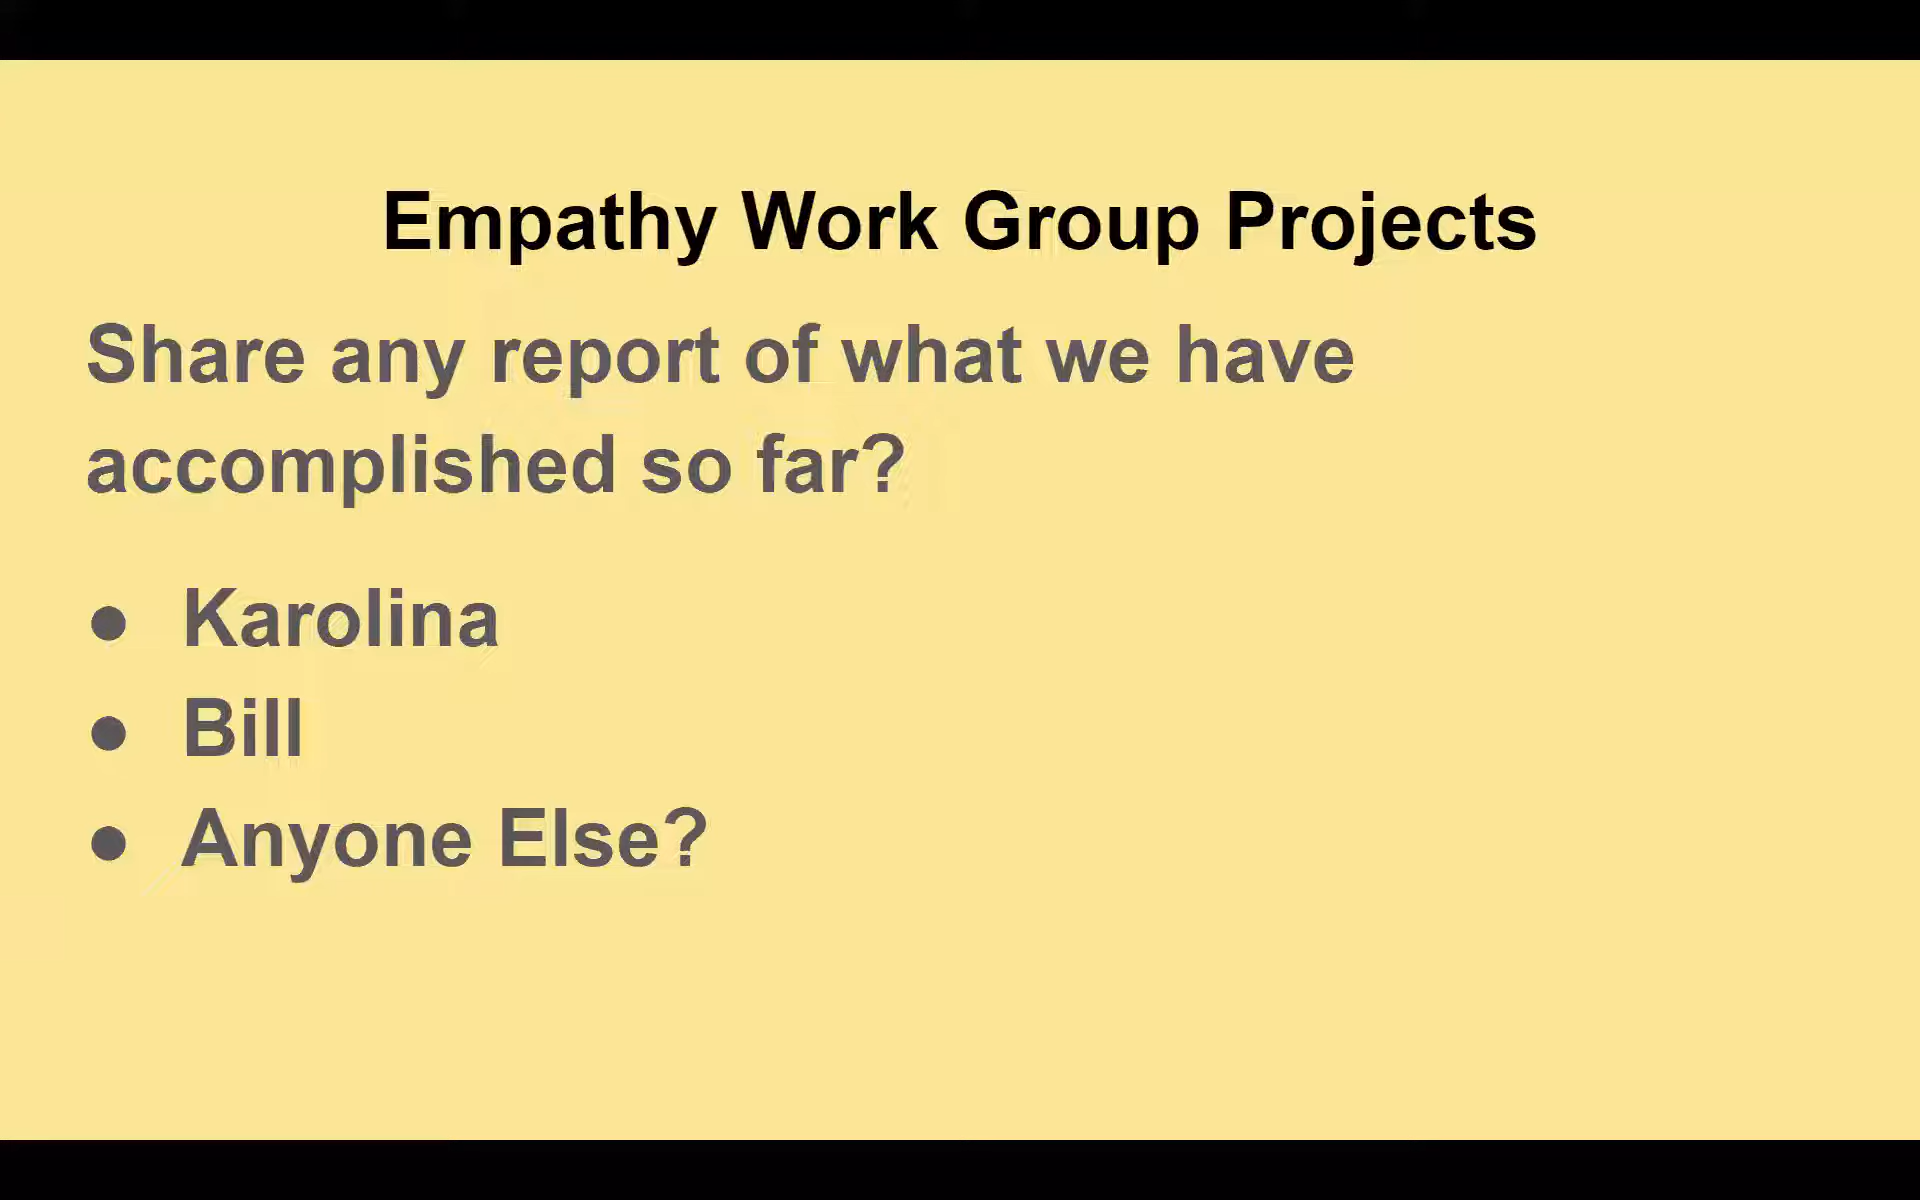 Empathy Work Group Projects
Share any report of what we have
accomplished so far?
● Karolina
● Bill
● Anyone Else?